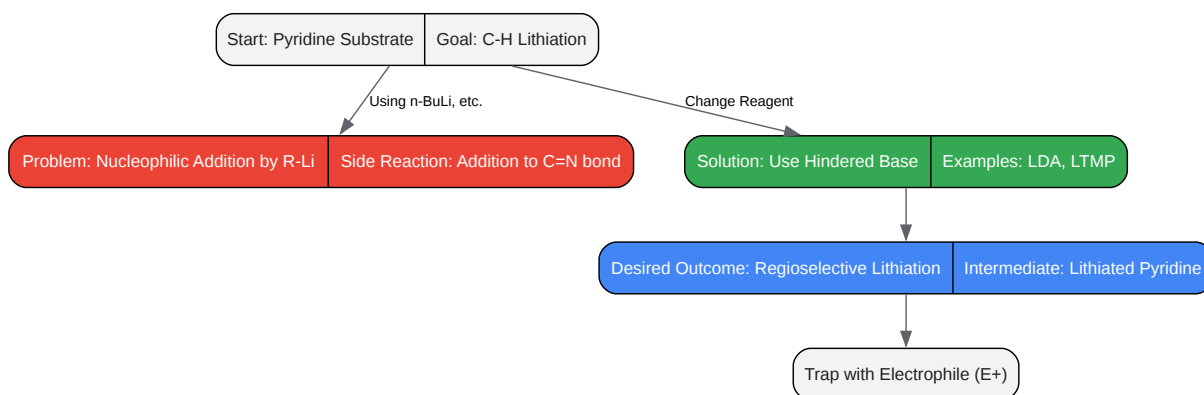 Start: Pyridine Substrate
Goal: C-H Lithiation
Using n-BuLi, etc.
Change Reagent
Problem: Nucleophilic Addition by R-Li
Side Reaction: Addition to C=N bond
Solution: Use Hindered Base
Examples: LDA, LTMP
Desired Outcome: Regioselective Lithiation
Intermediate: Lithiated Pyridine
Trap with Electrophile (E+)